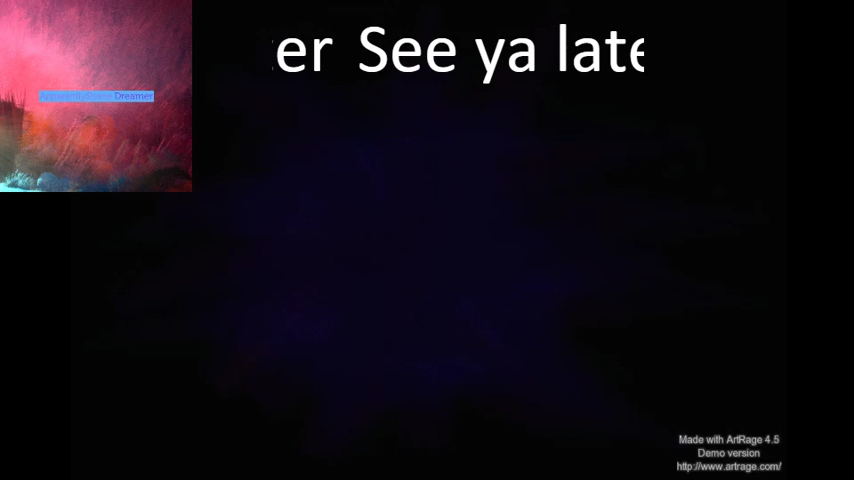 er See ya late
Dreamer
Made with ArtRage 4.5
Demo version
http://www.artrage.com/